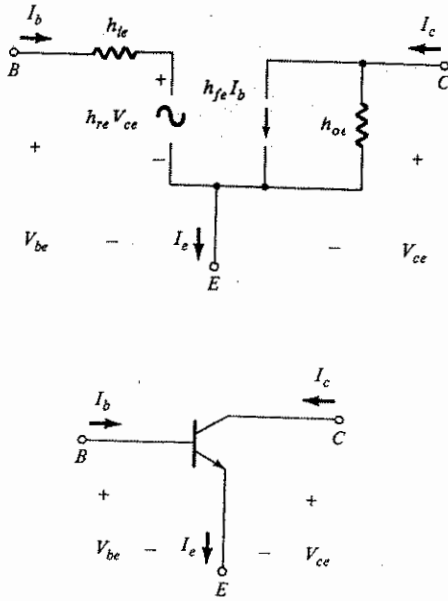 I_b h_ie I_c
B C
+ h_fe I_b
h_re V_ce h_oe
+ − +
V_be − I_e − V_ce
E
I_b I_c
B C
+ +
V_be − I_e − V_ce
E